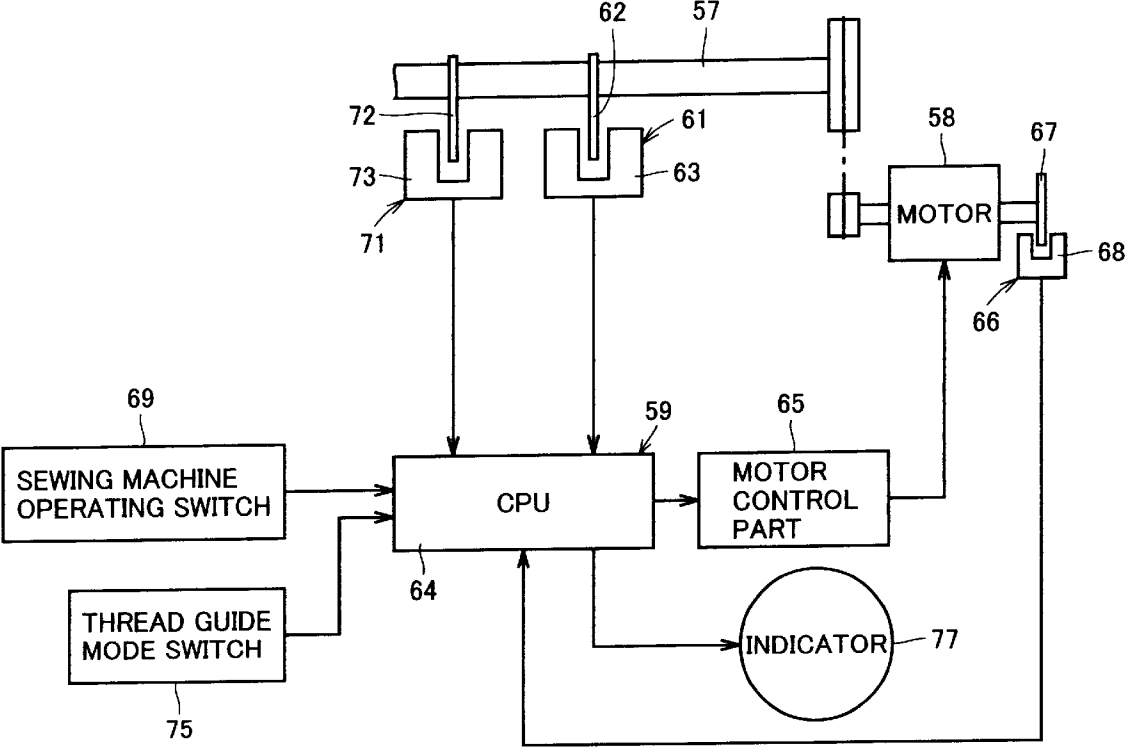 62
57
72
61
58
67
73
63
MOTOR
71
68
66
69
59
65
SEWING MACHINE
OPERATING SWITCH
CPU
MOTOR
CONTROL
PART
64
THREAD GUIDE
MODE SWITCH
INDICATOR
77
75